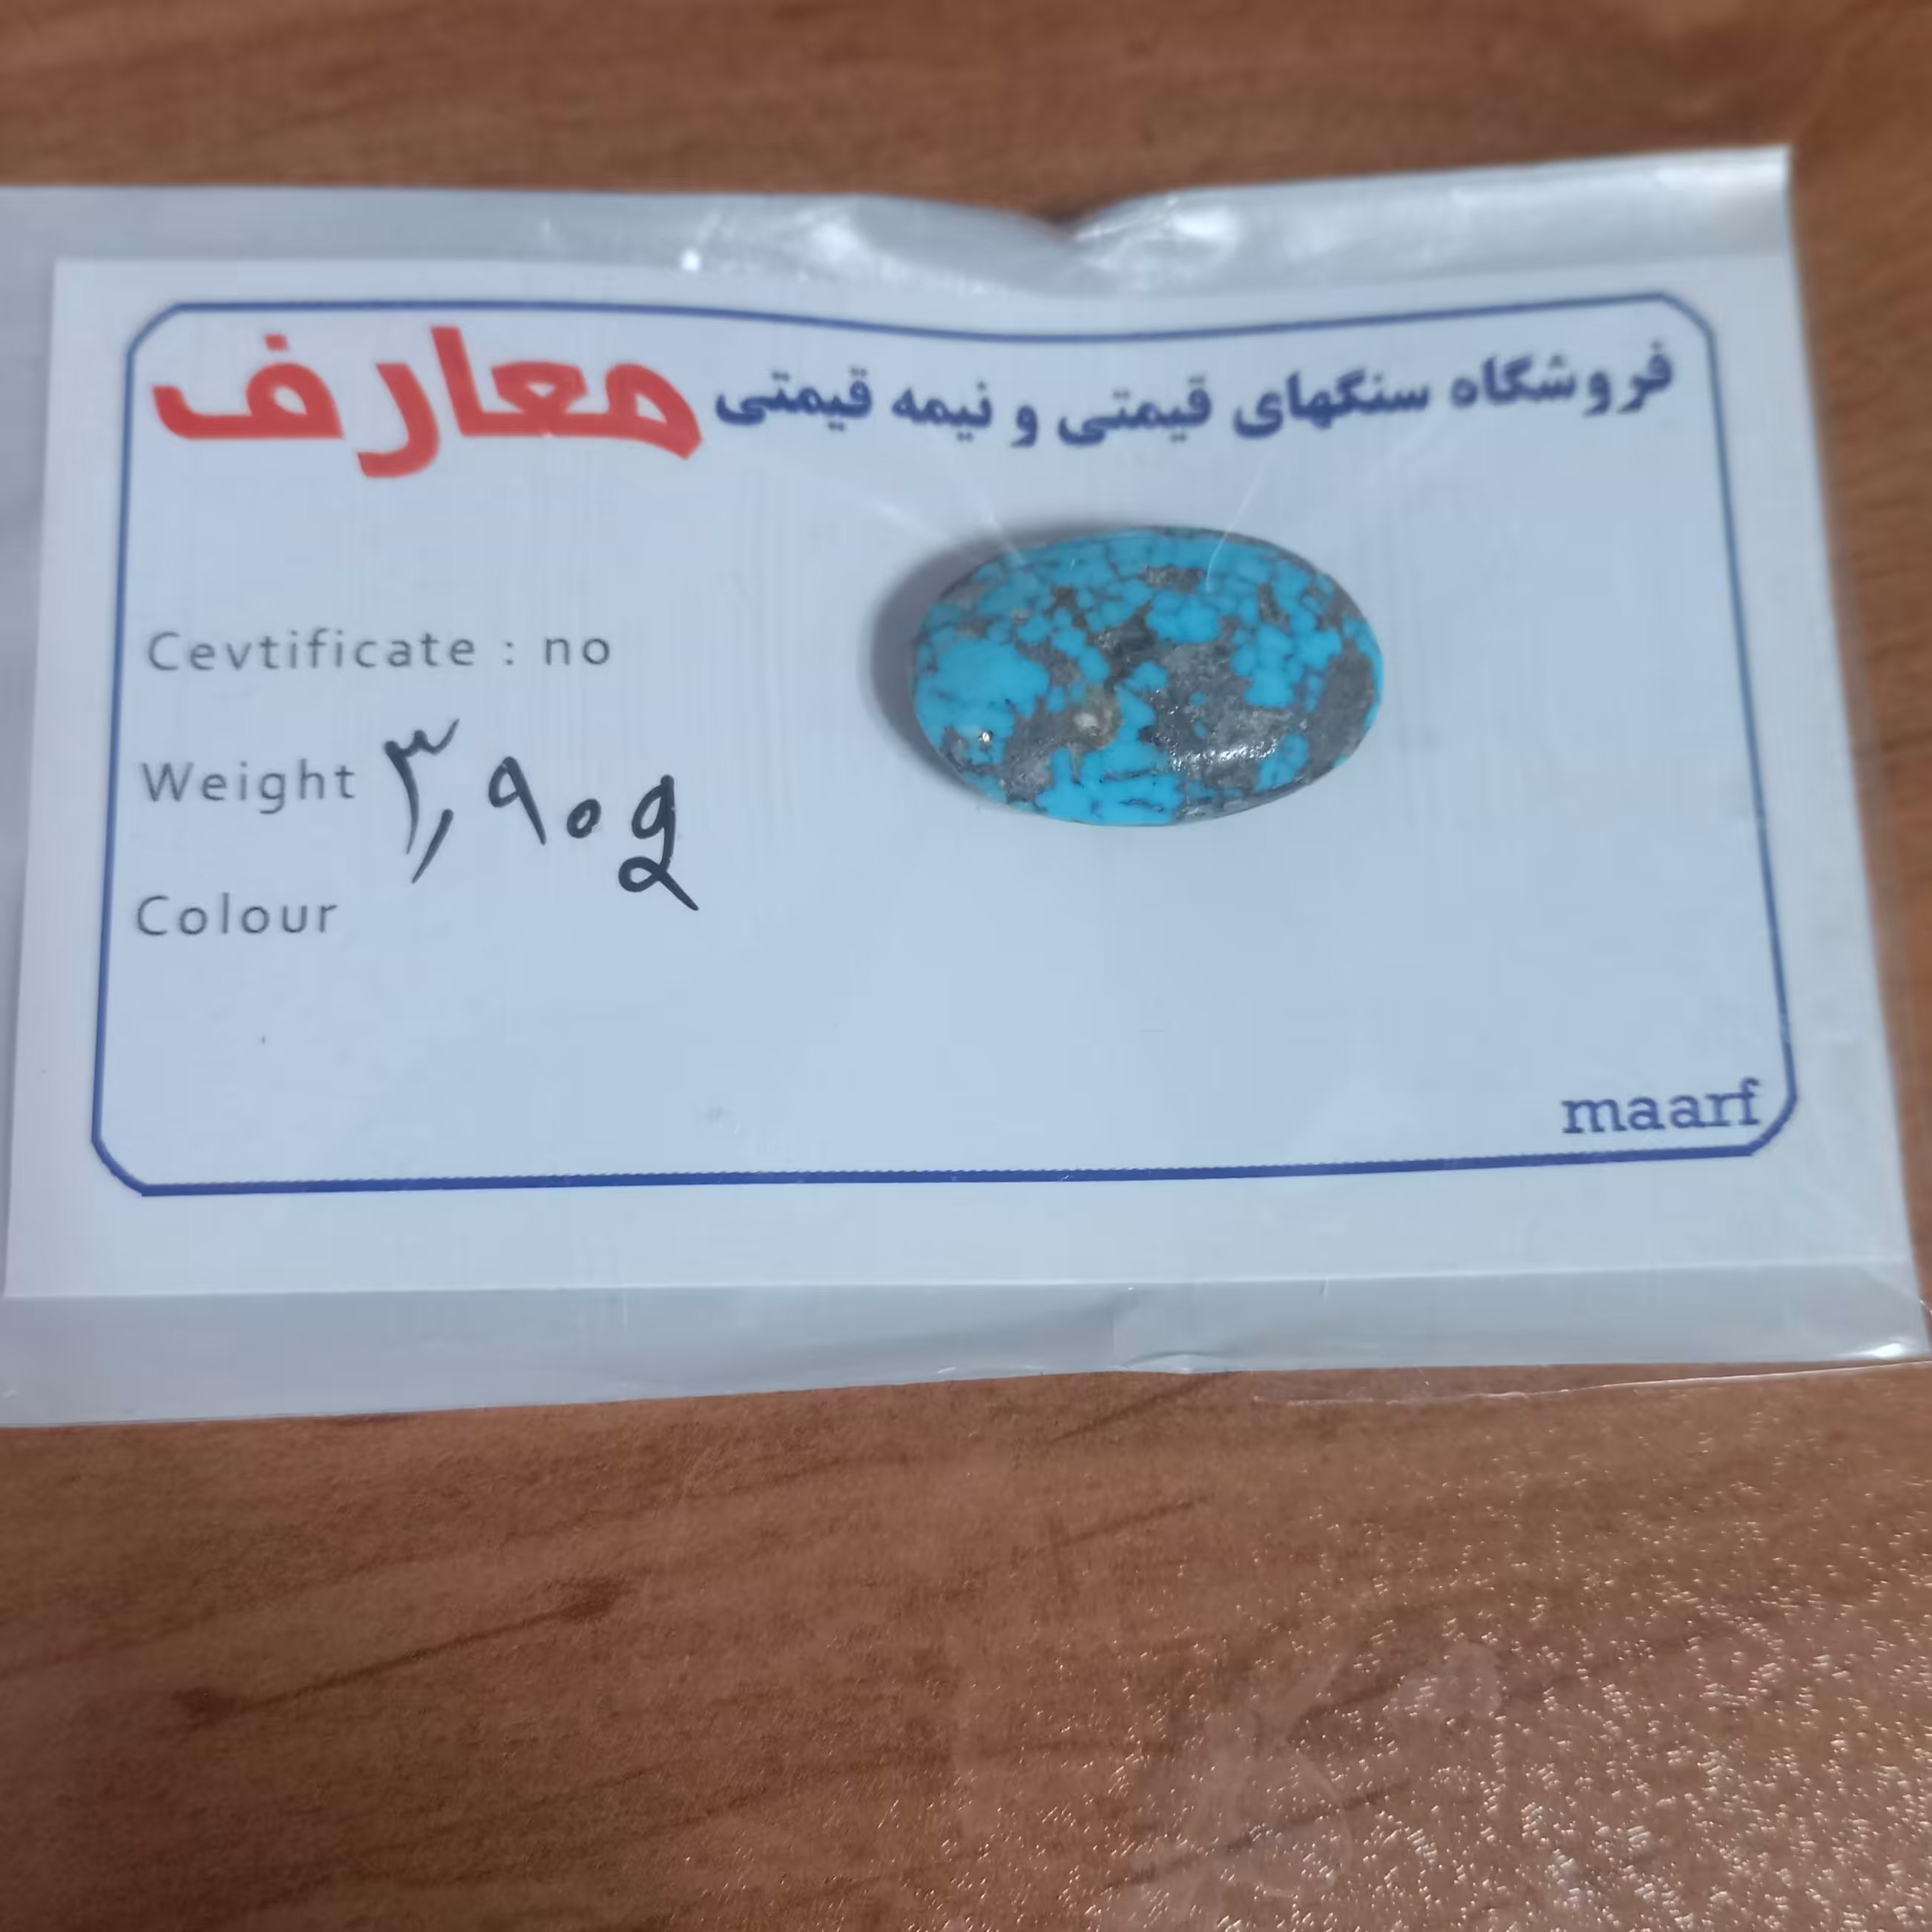 فروشگاه سنگهای قیمتی و نیمه قیمتی معارف
Cevtificate : no
Weight ۳,۹۰g
Colour
maarf